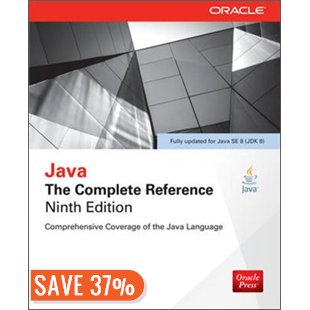 ORACLE
Fully updated for Java SE 8 (JDK 8)
Java
The Complete Reference
Ninth Edition
Java
Comprehensive Coverage of the Java Language
SAVE 37%
Oracle
Press